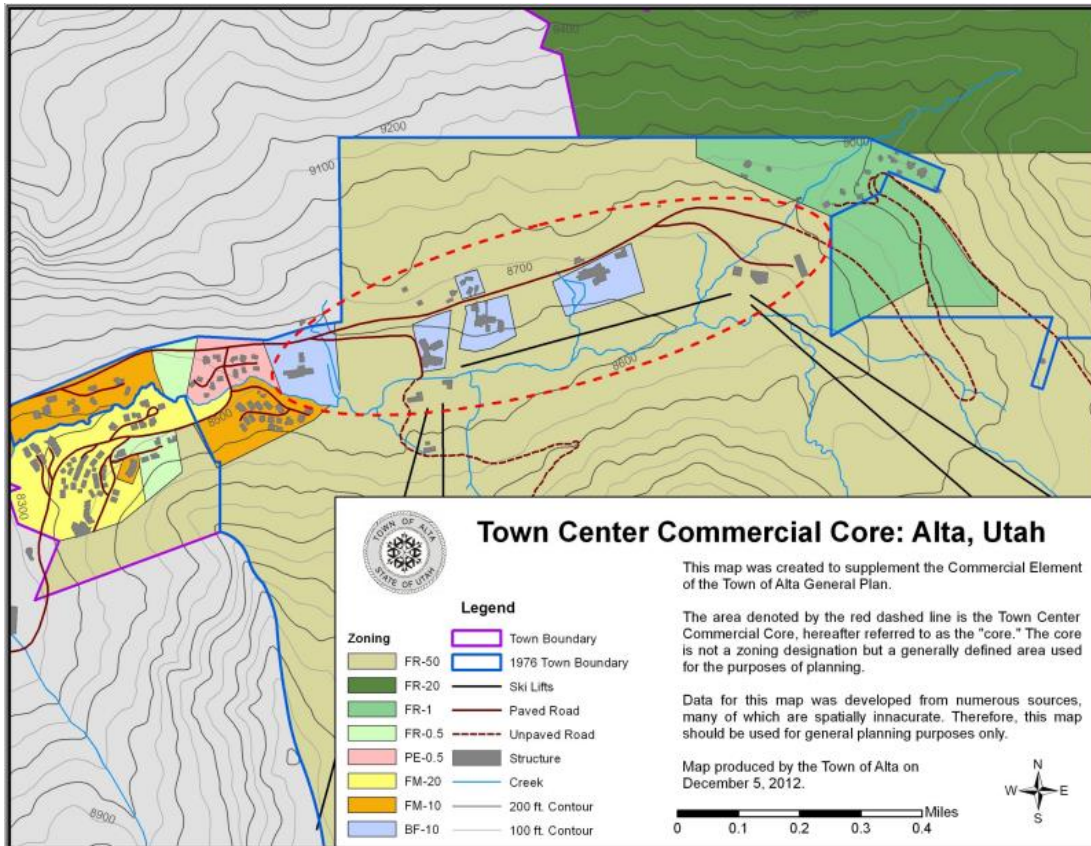 9400
9200
9100
9000
8700
8600
8500
8300
8900
TOWN OF ALTA
STATE OF UTAH
Town Center Commercial Core: Alta, Utah
This map was created to supplement the Commercial Element
of the Town of Alta General Plan.
The area denoted by the red dashed line is the Town Center
Commercial Core, hereafter referred to as the "core." The core
is not a zoning designation but a generally defined area used
for the purposes of planning.
Data for this map was developed from numerous sources,
many of which are spatially innacurate. Therefore, this map
should be used for general planning purposes only.
Map produced by the Town of Alta on
December 5, 2012.
Legend
Zoning
FR-50
FR-20
FR-1
FR-0.5
PE-0.5
FM-20
FM-10
BF-10
Town Boundary
1976 Town Boundary
Ski Lifts
Paved Road
Unpaved Road
Structure
Creek
200 ft. Contour
100 ft. Contour
N
W
E
S
Miles
0 0.1 0.2 0.3 0.4